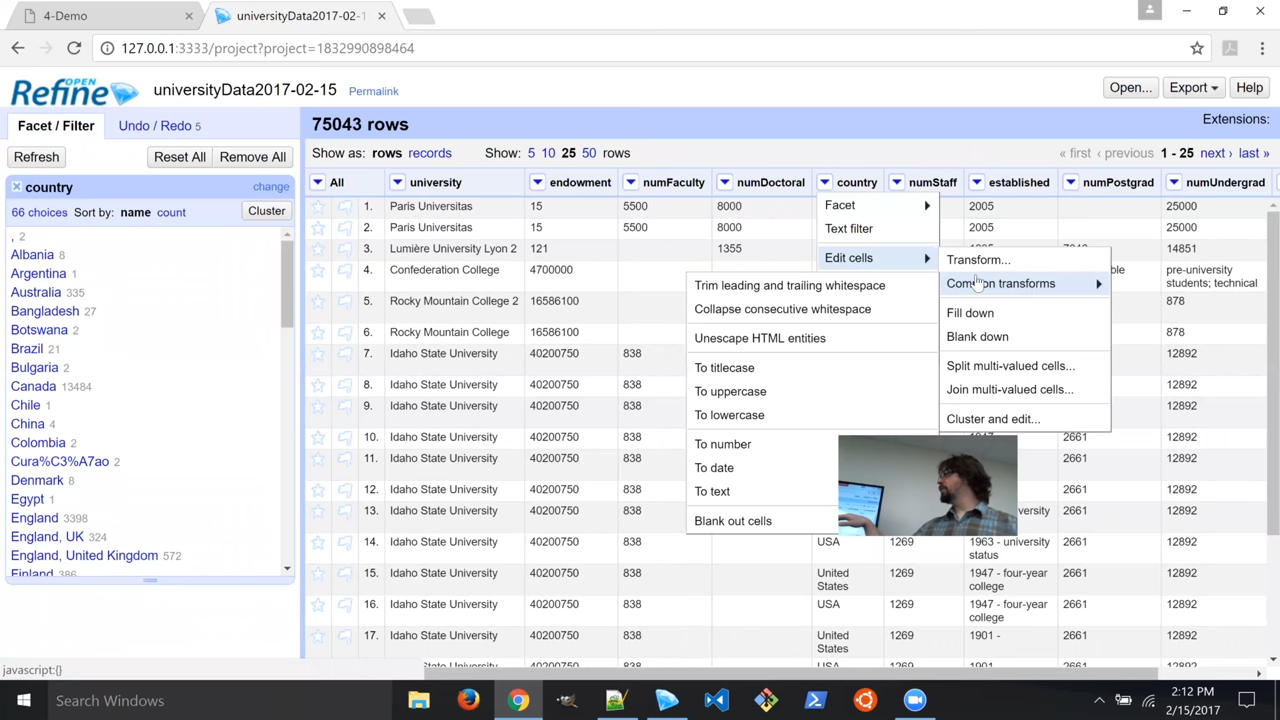 4-Demo
universityData2017-02-1
127.0.0.1:3333/project?project=1832990898464
OPEN
Refine
universityData2017-02-15
Permalink
Open...
Export
Help
Facet / Filter
Undo / Redo 5
75043 rows
Extensions:
Refresh
Reset All
Remove All
Show as: rows records
Show: 5 10 25 50 rows
« first ‹ previous 1 - 25 next › last »
country
change
66 choices Sort by: name count
Cluster
, 2
Albania 8
Argentina 1
Australia 335
Bangladesh 27
Botswana 2
Brazil 21
Bulgaria 2
Canada 13484
Chile 1
China 4
Colombia 2
Cura%C3%A7ao 2
Denmark 8
Egypt 1
England 3398
England, UK 324
England, United Kingdom 572
Finland 386
All university endowment numFaculty numDoctoral country numStaff established numPostgrad numUndergrad
1. Paris Universitas 15 5500 8000 2005 25000
2. Paris Universitas 15 5500 8000 2005 25000
3. Lumière University Lyon 2 121 1355 14851
4. Confederation College 4700000 pre-university
students; technical
5. Rocky Mountain College 2 16586100 878
6. Rocky Mountain College 16586100 878
7. Idaho State University 40200750 838 12892
8. Idaho State University 40200750 838 12892
9. Idaho State University 40200750 838 12892
10. Idaho State University 40200750 838 2661 12892
11. Idaho State University 40200750 838 2661 12892
12. Idaho State University 40200750 838 2661 12892
13. Idaho State University 40200750 838 2661 12892
14. Idaho State University 40200750 838 USA 1269 1963 - university 2661 12892
status
15. Idaho State University 40200750 838 United 1269 1947 - four-year 2661 12892
States college
16. Idaho State University 40200750 838 USA 1269 1947 - four-year 2661 12892
college
17. Idaho State University 40200750 838 United 1269 1901 - 2661 12892
States
Facet
Text filter
Edit cells
Transform...
Common transforms
Fill down
Blank down
Split multi-valued cells...
Join multi-valued cells...
Cluster and edit...
Trim leading and trailing whitespace
Collapse consecutive whitespace
Unescape HTML entities
To titlecase
To uppercase
To lowercase
To number
To date
To text
Blank out cells
javascript:{}
Search Windows
2:12 PM
2/15/2017